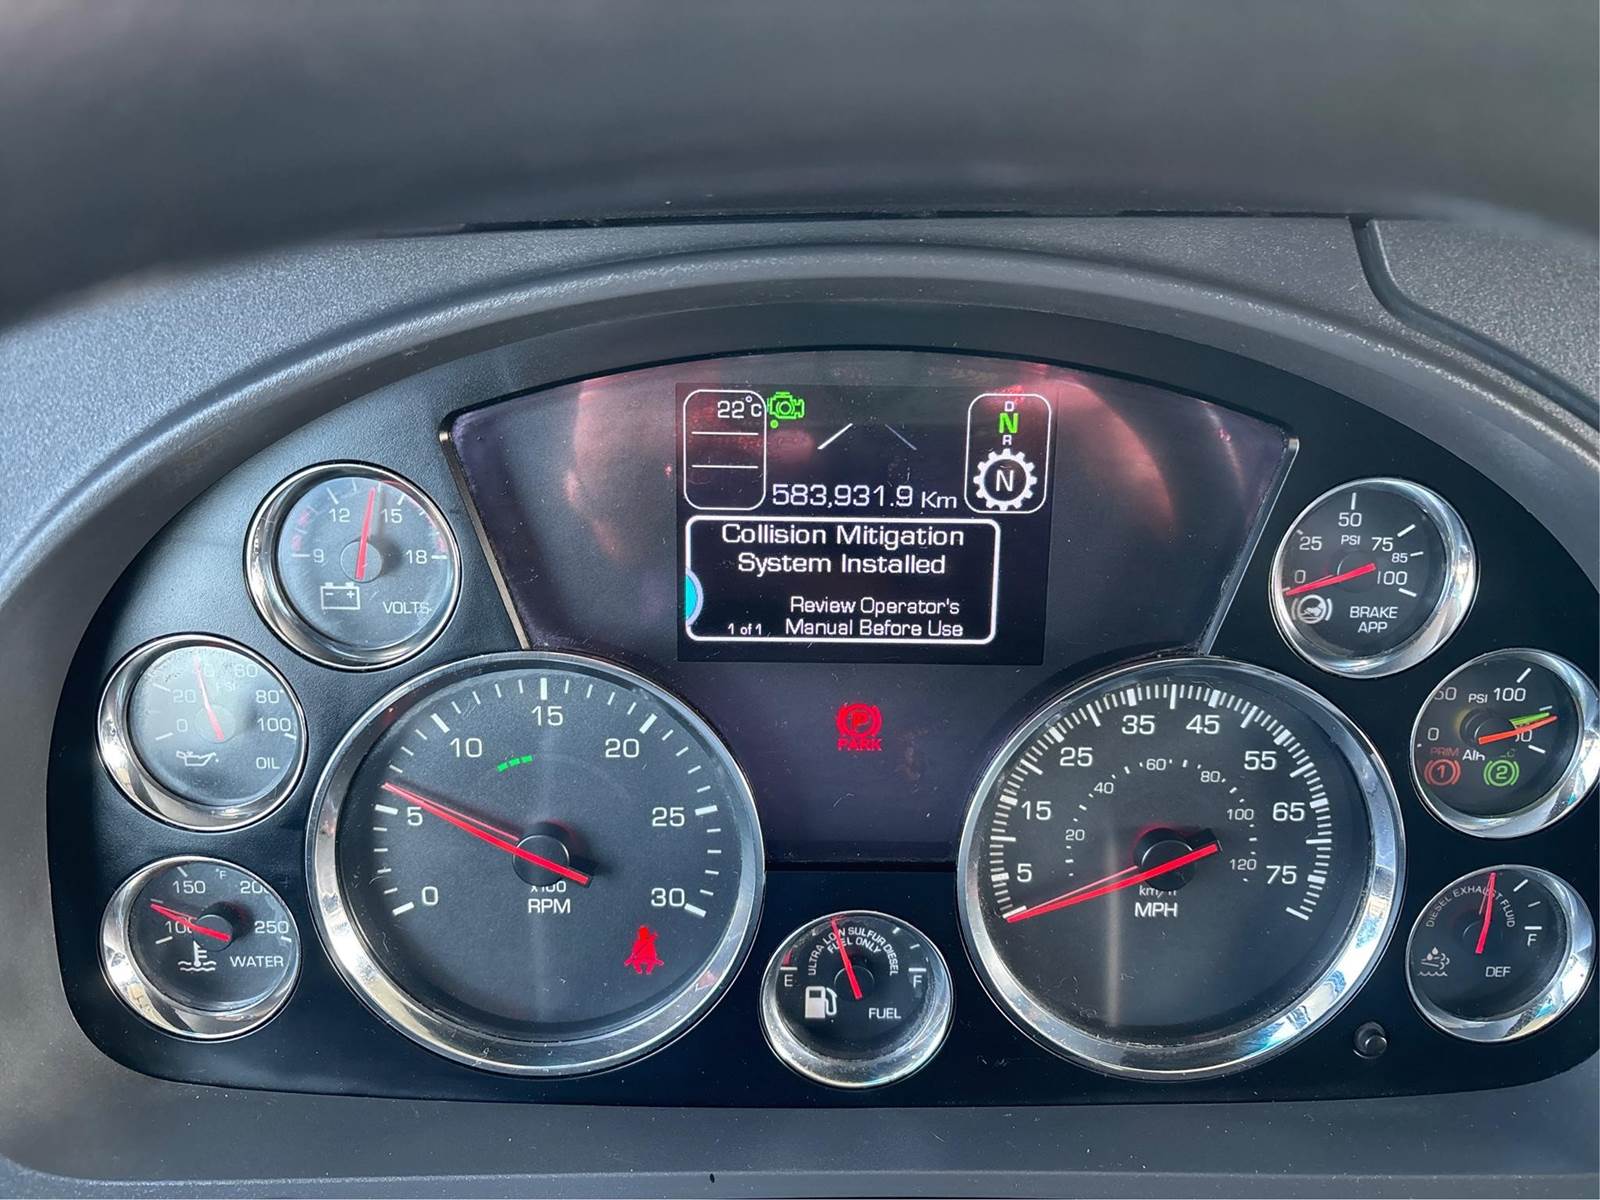 22°C
D
N
R
N
583,931.9 Km
Collision Mitigation
System Installed
Review Operator's
1 of 1 Manual Before Use
12 15
9 18
VOLTS
PSI
20 80
0 100
OIL
°F
150 200
100 250
WATER
15
10 20
5 25
0 30
RPM
P
PARK
35 45
25 55
15 65
5 75
60
40 80
20 100
120
km/h
MPH
ULTRA LOW SULFUR DIESEL
FUEL ONLY
E F
FUEL
50
25 PSI 75
85
0 100
BRAKE
APP
50 PSI 100
0
PRIM
1 2
DIESEL EXHAUST FLUID
F
DEF